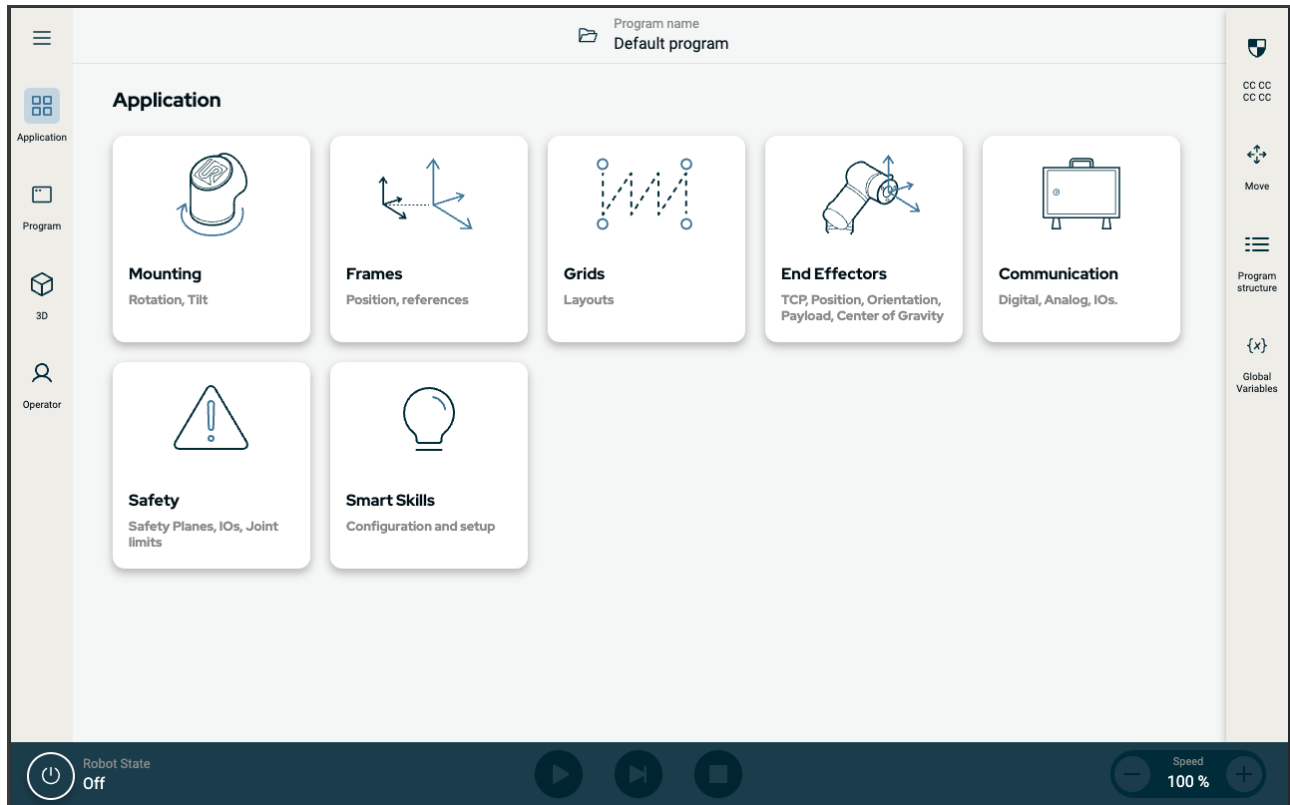 Program name
Default program
Application
Program
3D
Operator
Application
Mounting
Rotation, Tilt
Frames
Position, references
Grids
Layouts
End Effectors
TCP, Position, Orientation,
Payload, Center of Gravity
Communication
Digital, Analog, IOs.
Safety
Safety Planes, IOs, Joint
limits
Smart Skills
Configuration and setup
CC CC
CC CC
Move
Program
structure
{x}
Global
Variables
Robot State
Off
Speed
100 %